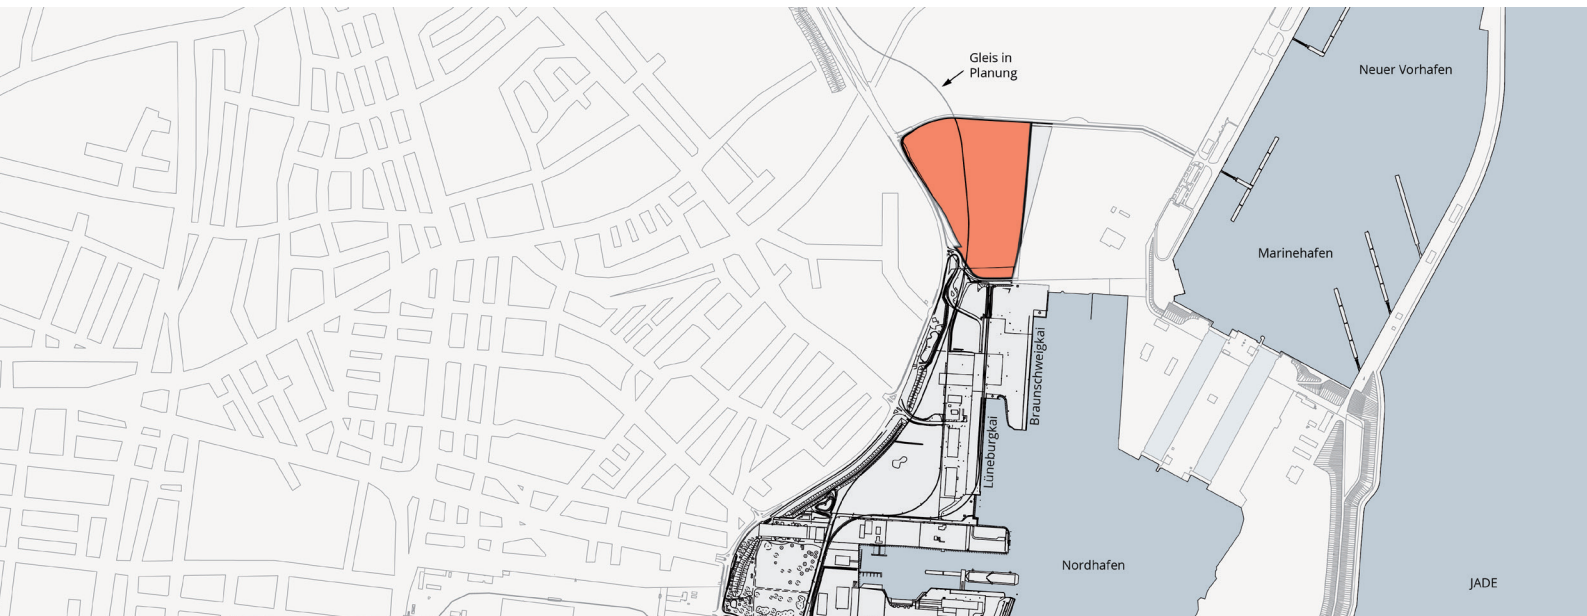 Gleis in
Planung
Neuer Vorhafen
Marinehafen
Braunschweigkai
Lüneburgkai
Nordhafen
JADE